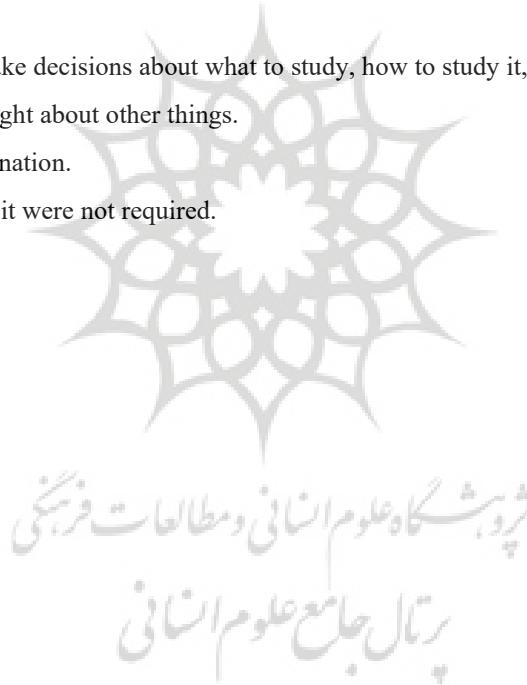 ke decisions about what to study, how to study it,
ght about other things.
nation.
it were not required.
پژوهشگاه علوم انسانی و مطالعات فرهنگی
پرتال جامع علوم انسانی